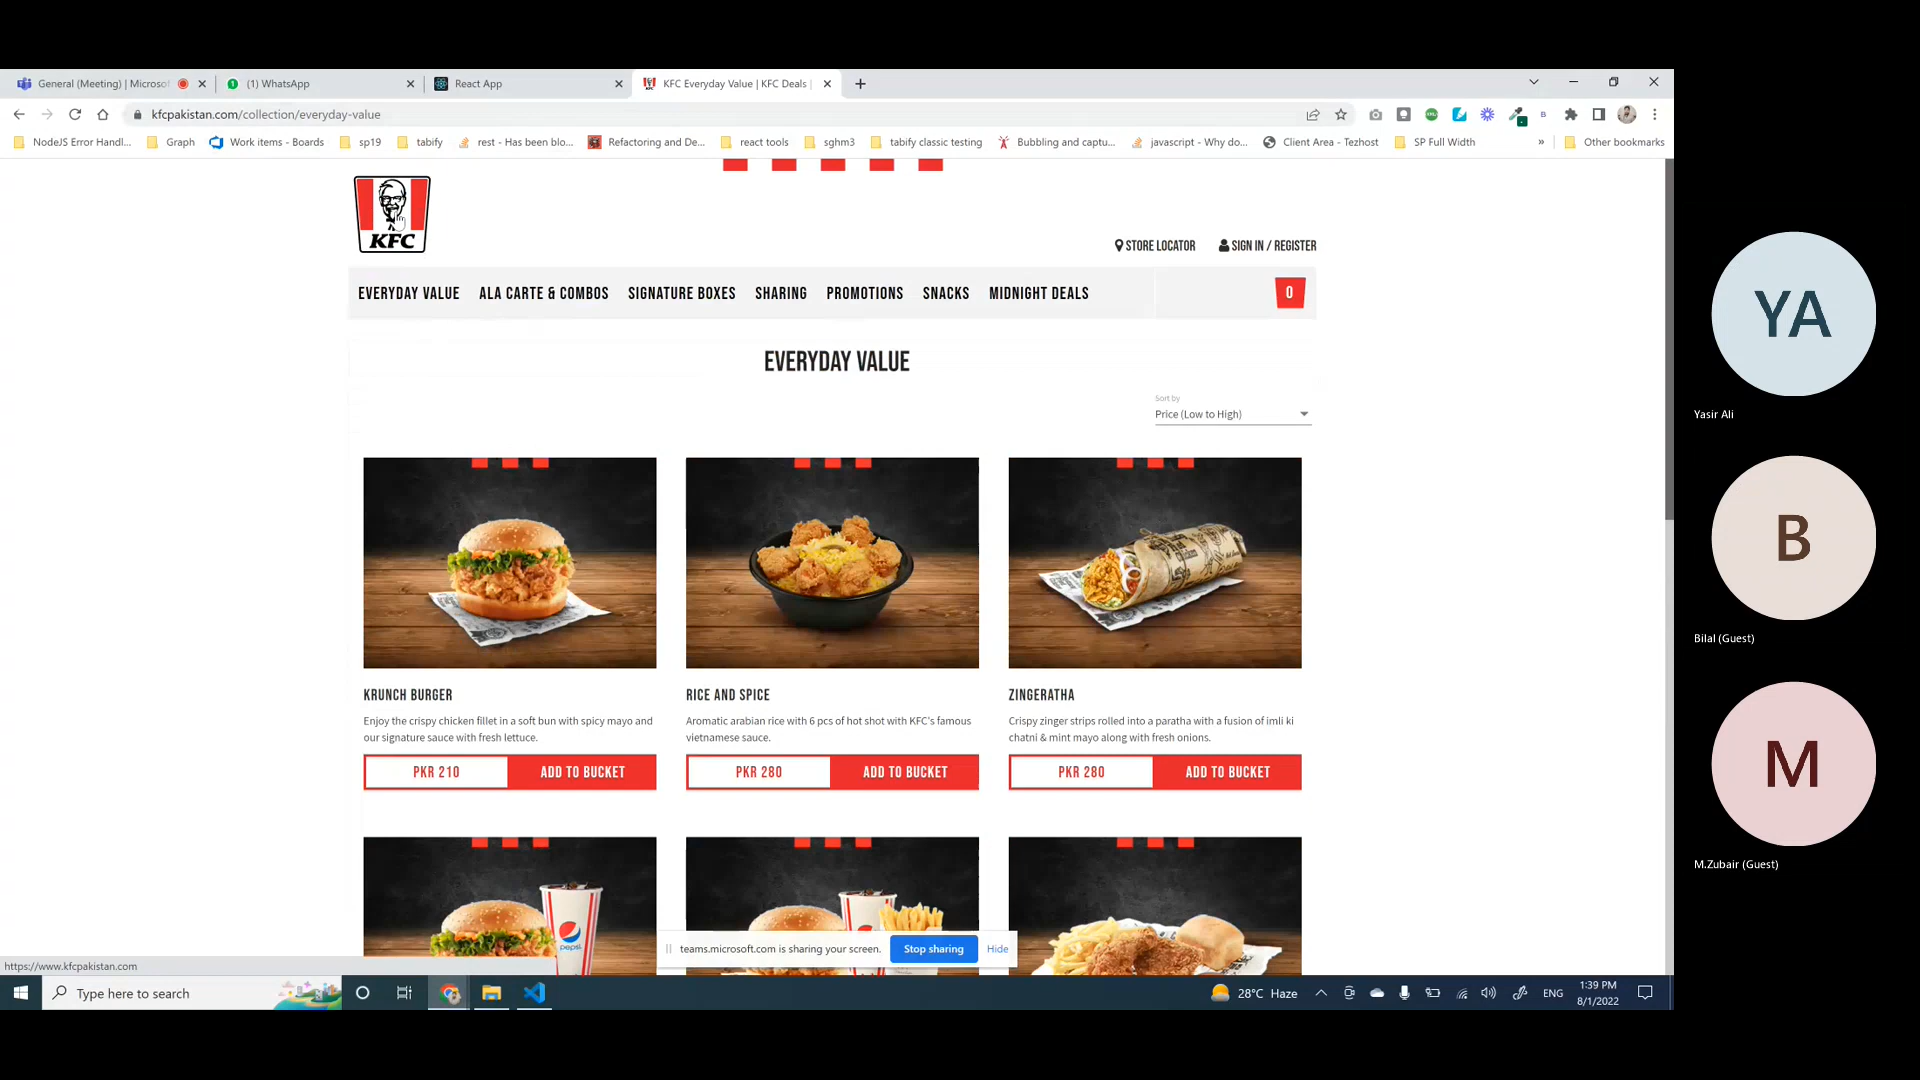 General (Meeting) | Microso
(1) WhatsApp
React App
KFC Everyday Value | KFC Deals |
kfcpakistan.com/collection/everyday-value
NodeJS Error Handl...
Graph
Work items - Boards
sp19
tabify
rest - Has been blo...
Refactoring and De...
react tools
sghm3
tabify classic testing
Bubbling and captu...
javascript - Why do...
Client Area - Tezhost
SP Full Width
»
Other bookmarks
KFC
STORE LOCATOR
SIGN IN / REGISTER
EVERYDAY VALUE
ALA CARTE & COMBOS
SIGNATURE BOXES
SHARING
PROMOTIONS
SNACKS
MIDNIGHT DEALS
0
EVERYDAY VALUE
Sort by
Price (Low to High)
KRUNCH BURGER
Enjoy the crispy chicken fillet in a soft bun with spicy mayo and
our signature sauce with fresh lettuce.
PKR 210
ADD TO BUCKET
RICE AND SPICE
Aromatic arabian rice with 6 pcs of hot shot with KFC's famous
vietnamese sauce.
PKR 280
ADD TO BUCKET
ZINGERATHA
Crispy zinger strips rolled into a paratha with a fusion of imli ki
chatni & mint mayo along with fresh onions.
PKR 280
ADD TO BUCKET
pepsi
teams.microsoft.com is sharing your screen.
Stop sharing
Hide
https://www.kfcpakistan.com
Type here to search
28°C Haze
ENG
1:39 PM
8/1/2022
YA
Yasir Ali
B
Bilal (Guest)
M
M.Zubair (Guest)